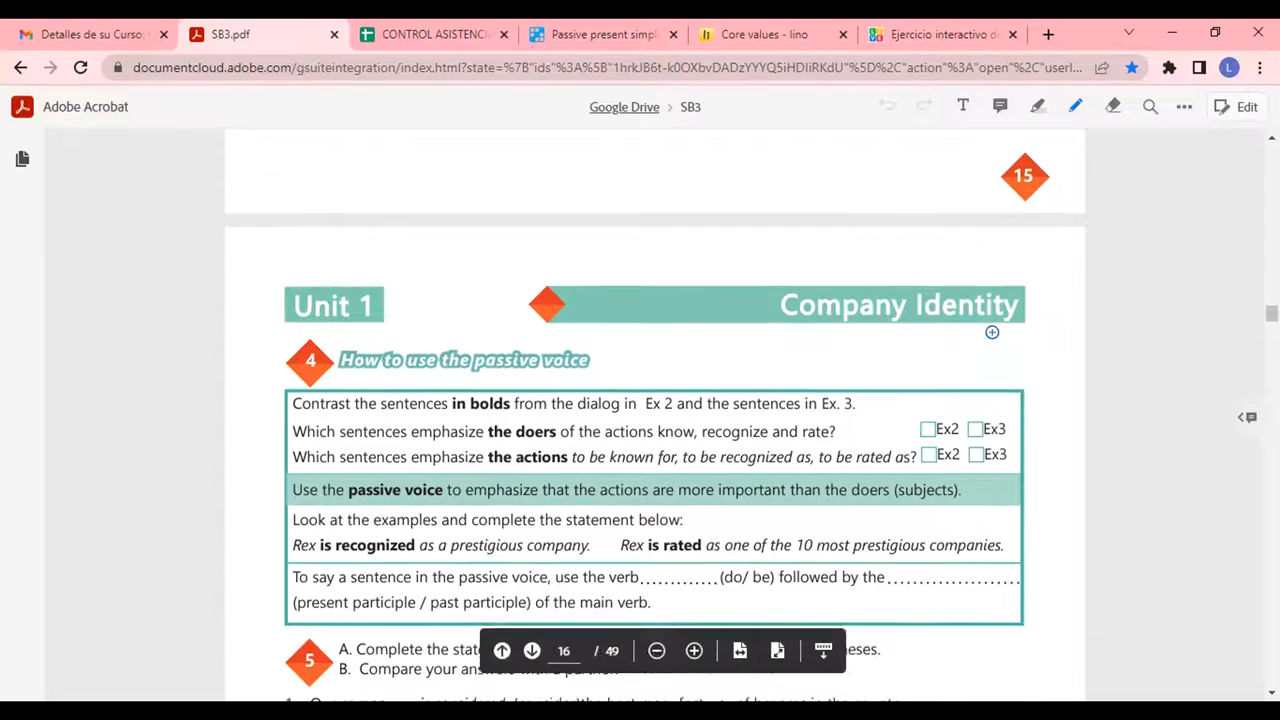 Detalles de su Curso:
SB3.pdf
CONTROL ASISTENCI
Passive present simpl
Core values - lino
Ejercicio interactivo de
documentcloud.adobe.com/gsuiteintegration/index.html?state=%7B"ids"%3A%5B"1hrkJB6t-k0OXbvDADzYYYQ5iHDIiRKdU"%5D%2C"action"%3A"open"%2C"userI...
L
Adobe Acrobat
Google Drive > SB3
T
Edit
15
Unit 1
Company Identity
4 How to use the passive voice
Contrast the sentences in bolds from the dialog in Ex 2 and the sentences in Ex. 3.
Which sentences emphasize the doers of the actions know, recognize and rate? Ex2 Ex3
Which sentences emphasize the actions to be known for, to be recognized as, to be rated as? Ex2 Ex3
Use the passive voice to emphasize that the actions are more important than the doers (subjects).
Look at the examples and complete the statement below:
Rex is recognized as a prestigious company. Rex is rated as one of the 10 most prestigious companies.
To say a sentence in the passive voice, use the verb............. (do/ be) followed by the ......................
(present participle / past participle) of the main verb.
5 A. Complete the state heses.
B. Compare your answers with a partner.
16 / 49